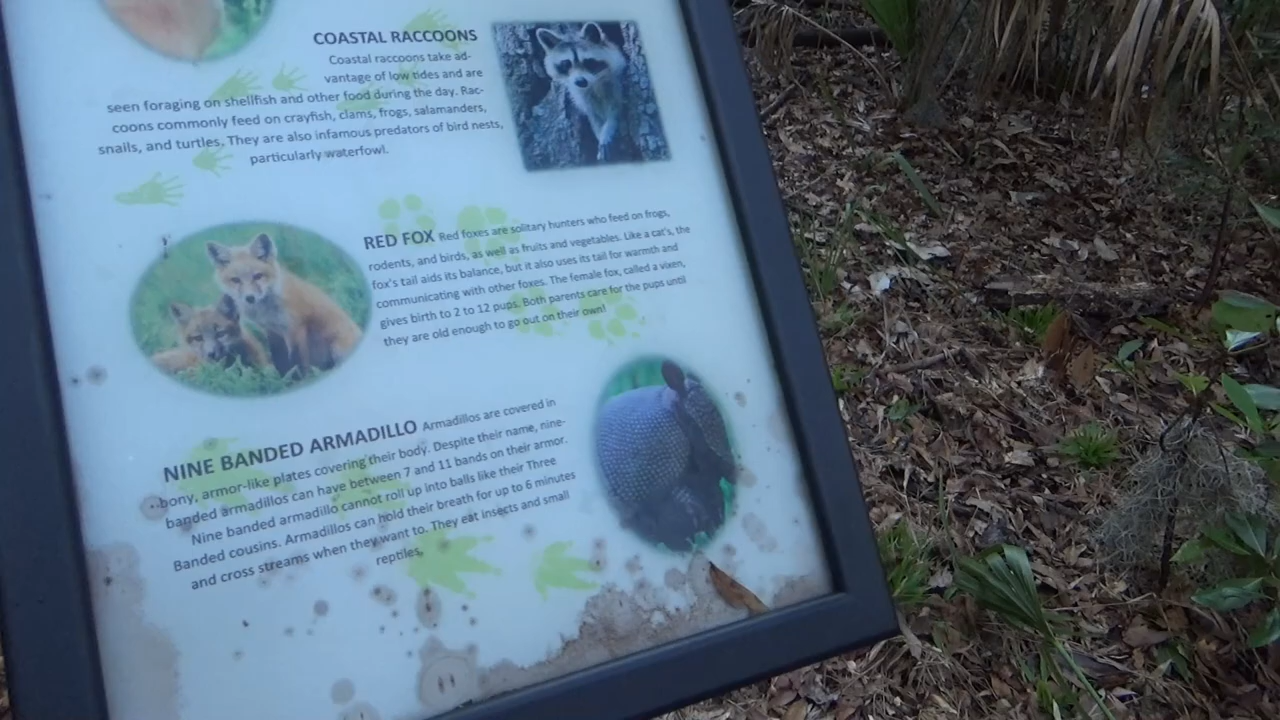 COASTAL RACCOONS
Coastal raccoons take ad-
vantage of low tides and are
seen foraging on shellfish and other food during the day. Rac-
coons commonly feed on crayfish, clams, frogs, salamanders,
snails, and turtles. They are also infamous predators of bird nests,
particularly waterfowl.
RED FOX Red foxes are solitary hunters who feed on frogs,
rodents, and birds, as well as fruits and vegetables. Like a cat's, the
fox's tail aids its balance, but it also uses its tail for warmth and
communicating with other foxes. The female fox, called a vixen,
gives birth to 2 to 12 pups. Both parents care for the pups until
they are old enough to go out on their own!
NINE BANDED ARMADILLO Armadillos are covered in
bony, armor-like plates covering their body. Despite their name, nine-
banded armadillos can have between 7 and 11 bands on their armor.
Nine banded armadillo cannot roll up into balls like their Three
Banded cousins. Armadillos can hold their breath for up to 6 minutes
and cross streams when they want to. They eat insects and small
reptiles.